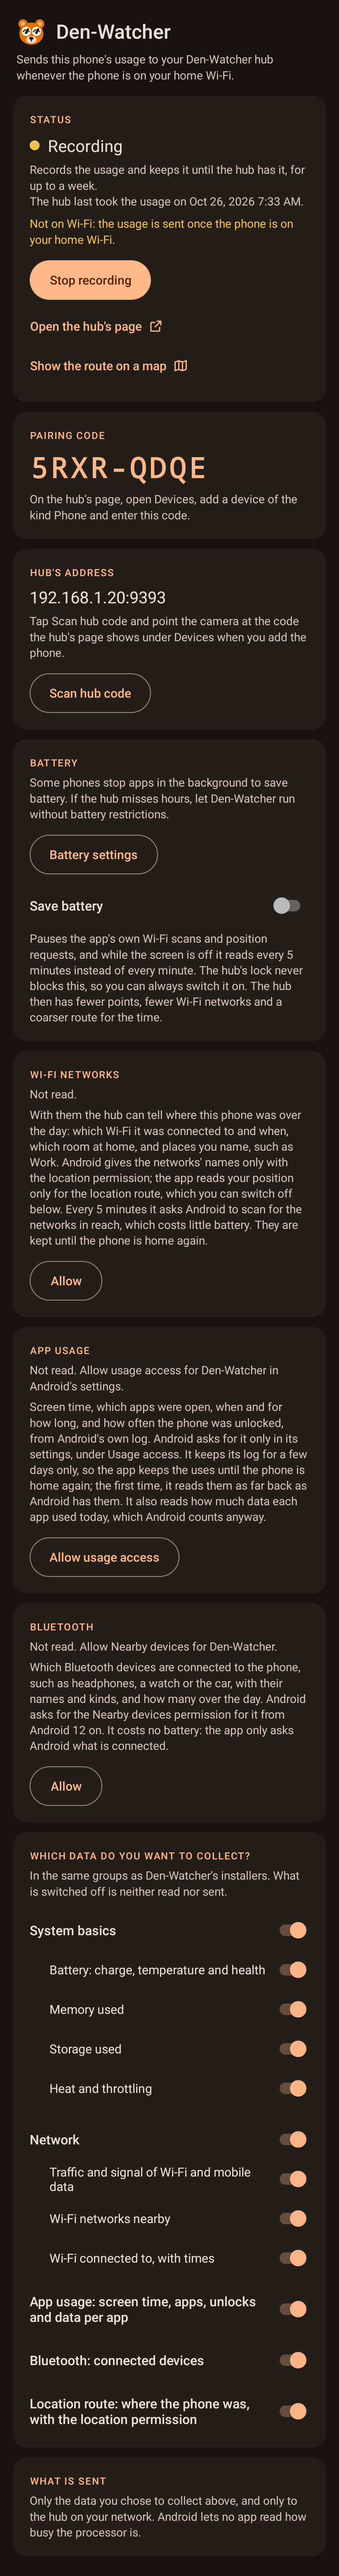 Den-Watcher
Sends this phone's usage to your Den-Watcher hub
whenever the phone is on your home Wi-Fi.
STATUS
Recording
Records the usage and keeps it until the hub has it, for
up to a week.
The hub last took the usage on Oct 26, 2026 7:33 AM.
Not on Wi-Fi: the usage is sent once the phone is on
your home Wi-Fi.
Stop recording
Open the hub's page
Show the route on a map
PAIRING CODE
5RXR-QDQE
On the hub's page, open Devices, add a device of the
kind Phone and enter this code.
HUB'S ADDRESS
192.168.1.20:9393
Tap Scan hub code and point the camera at the code
the hub's page shows under Devices when you add the
phone.
Scan hub code
BATTERY
Some phones stop apps in the background to save
battery. If the hub misses hours, let Den-Watcher run
without battery restrictions.
Battery settings
Save battery
Pauses the app's own Wi-Fi scans and position
requests, and while the screen is off it reads every 5
minutes instead of every minute. The hub's lock never
blocks this, so you can always switch it on. The hub
then has fewer points, fewer Wi-Fi networks and a
coarser route for the time.
WI-FI NETWORKS
Not read.
With them the hub can tell where this phone was over
the day: which Wi-Fi it was connected to and when,
which room at home, and places you name, such as
Work. Android gives the networks' names only with
the location permission; the app reads your position
only for the location route, which you can switch off
below. Every 5 minutes it asks Android to scan for the
networks in reach, which costs little battery. They are
kept until the phone is home again.
Allow
APP USAGE
Not read. Allow usage access for Den-Watcher in
Android's settings.
Screen time, which apps were open, when and for
how long, and how often the phone was unlocked,
from Android's own log. Android asks for it only in its
settings, under Usage access. It keeps its log for a few
days only, so the app keeps the uses until the phone is
home again; the first time, it reads them as far back as
Android has them. It also reads how much data each
app used today, which Android counts anyway.
Allow usage access
BLUETOOTH
Not read. Allow Nearby devices for Den-Watcher.
Which Bluetooth devices are connected to the phone,
such as headphones, a watch or the car, with their
names and kinds, and how many over the day. Android
asks for the Nearby devices permission for it from
Android 12 on. It costs no battery: the app only asks
Android what is connected.
Allow
WHICH DATA DO YOU WANT TO COLLECT?
In the same groups as Den-Watcher's installers. What
is switched off is neither read nor sent.
System basics
Battery: charge, temperature and health
Memory used
Storage used
Heat and throttling
Network
Traffic and signal of Wi-Fi and mobile
data
Wi-Fi networks nearby
Wi-Fi connected to, with times
App usage: screen time, apps, unlocks
and data per app
Bluetooth: connected devices
Location route: where the phone was,
with the location permission
WHAT IS SENT
Only the data you chose to collect above, and only to
the hub on your network. Android lets no app read how
busy the processor is.